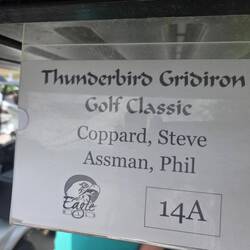 Thunderbird Gridiron
Golf Classic
Coppard, Steve
Assman, Phil
Eagle
14A